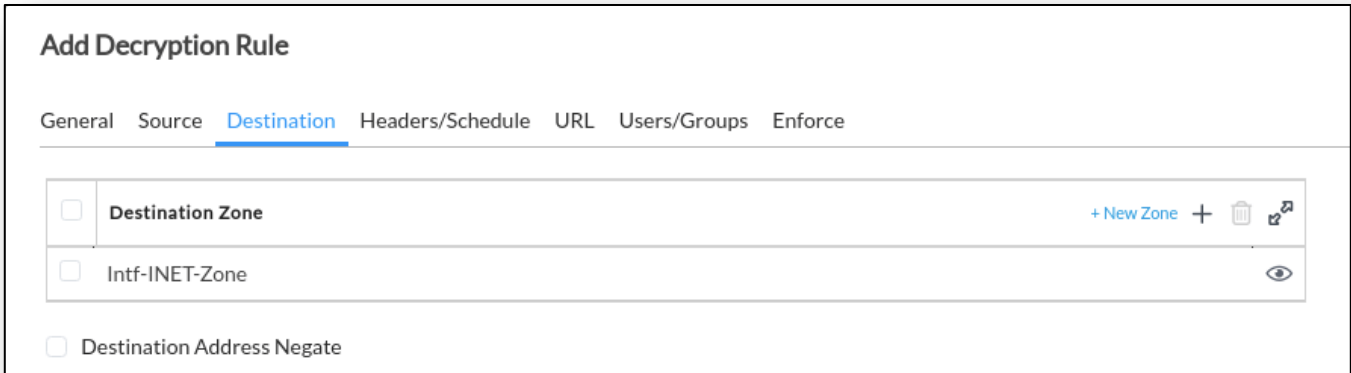 Add Decryption Rule
General Source Destination Headers/Schedule URL Users/Groups Enforce
Destination Zone + New Zone
Intf-INET-Zone
Destination Address Negate